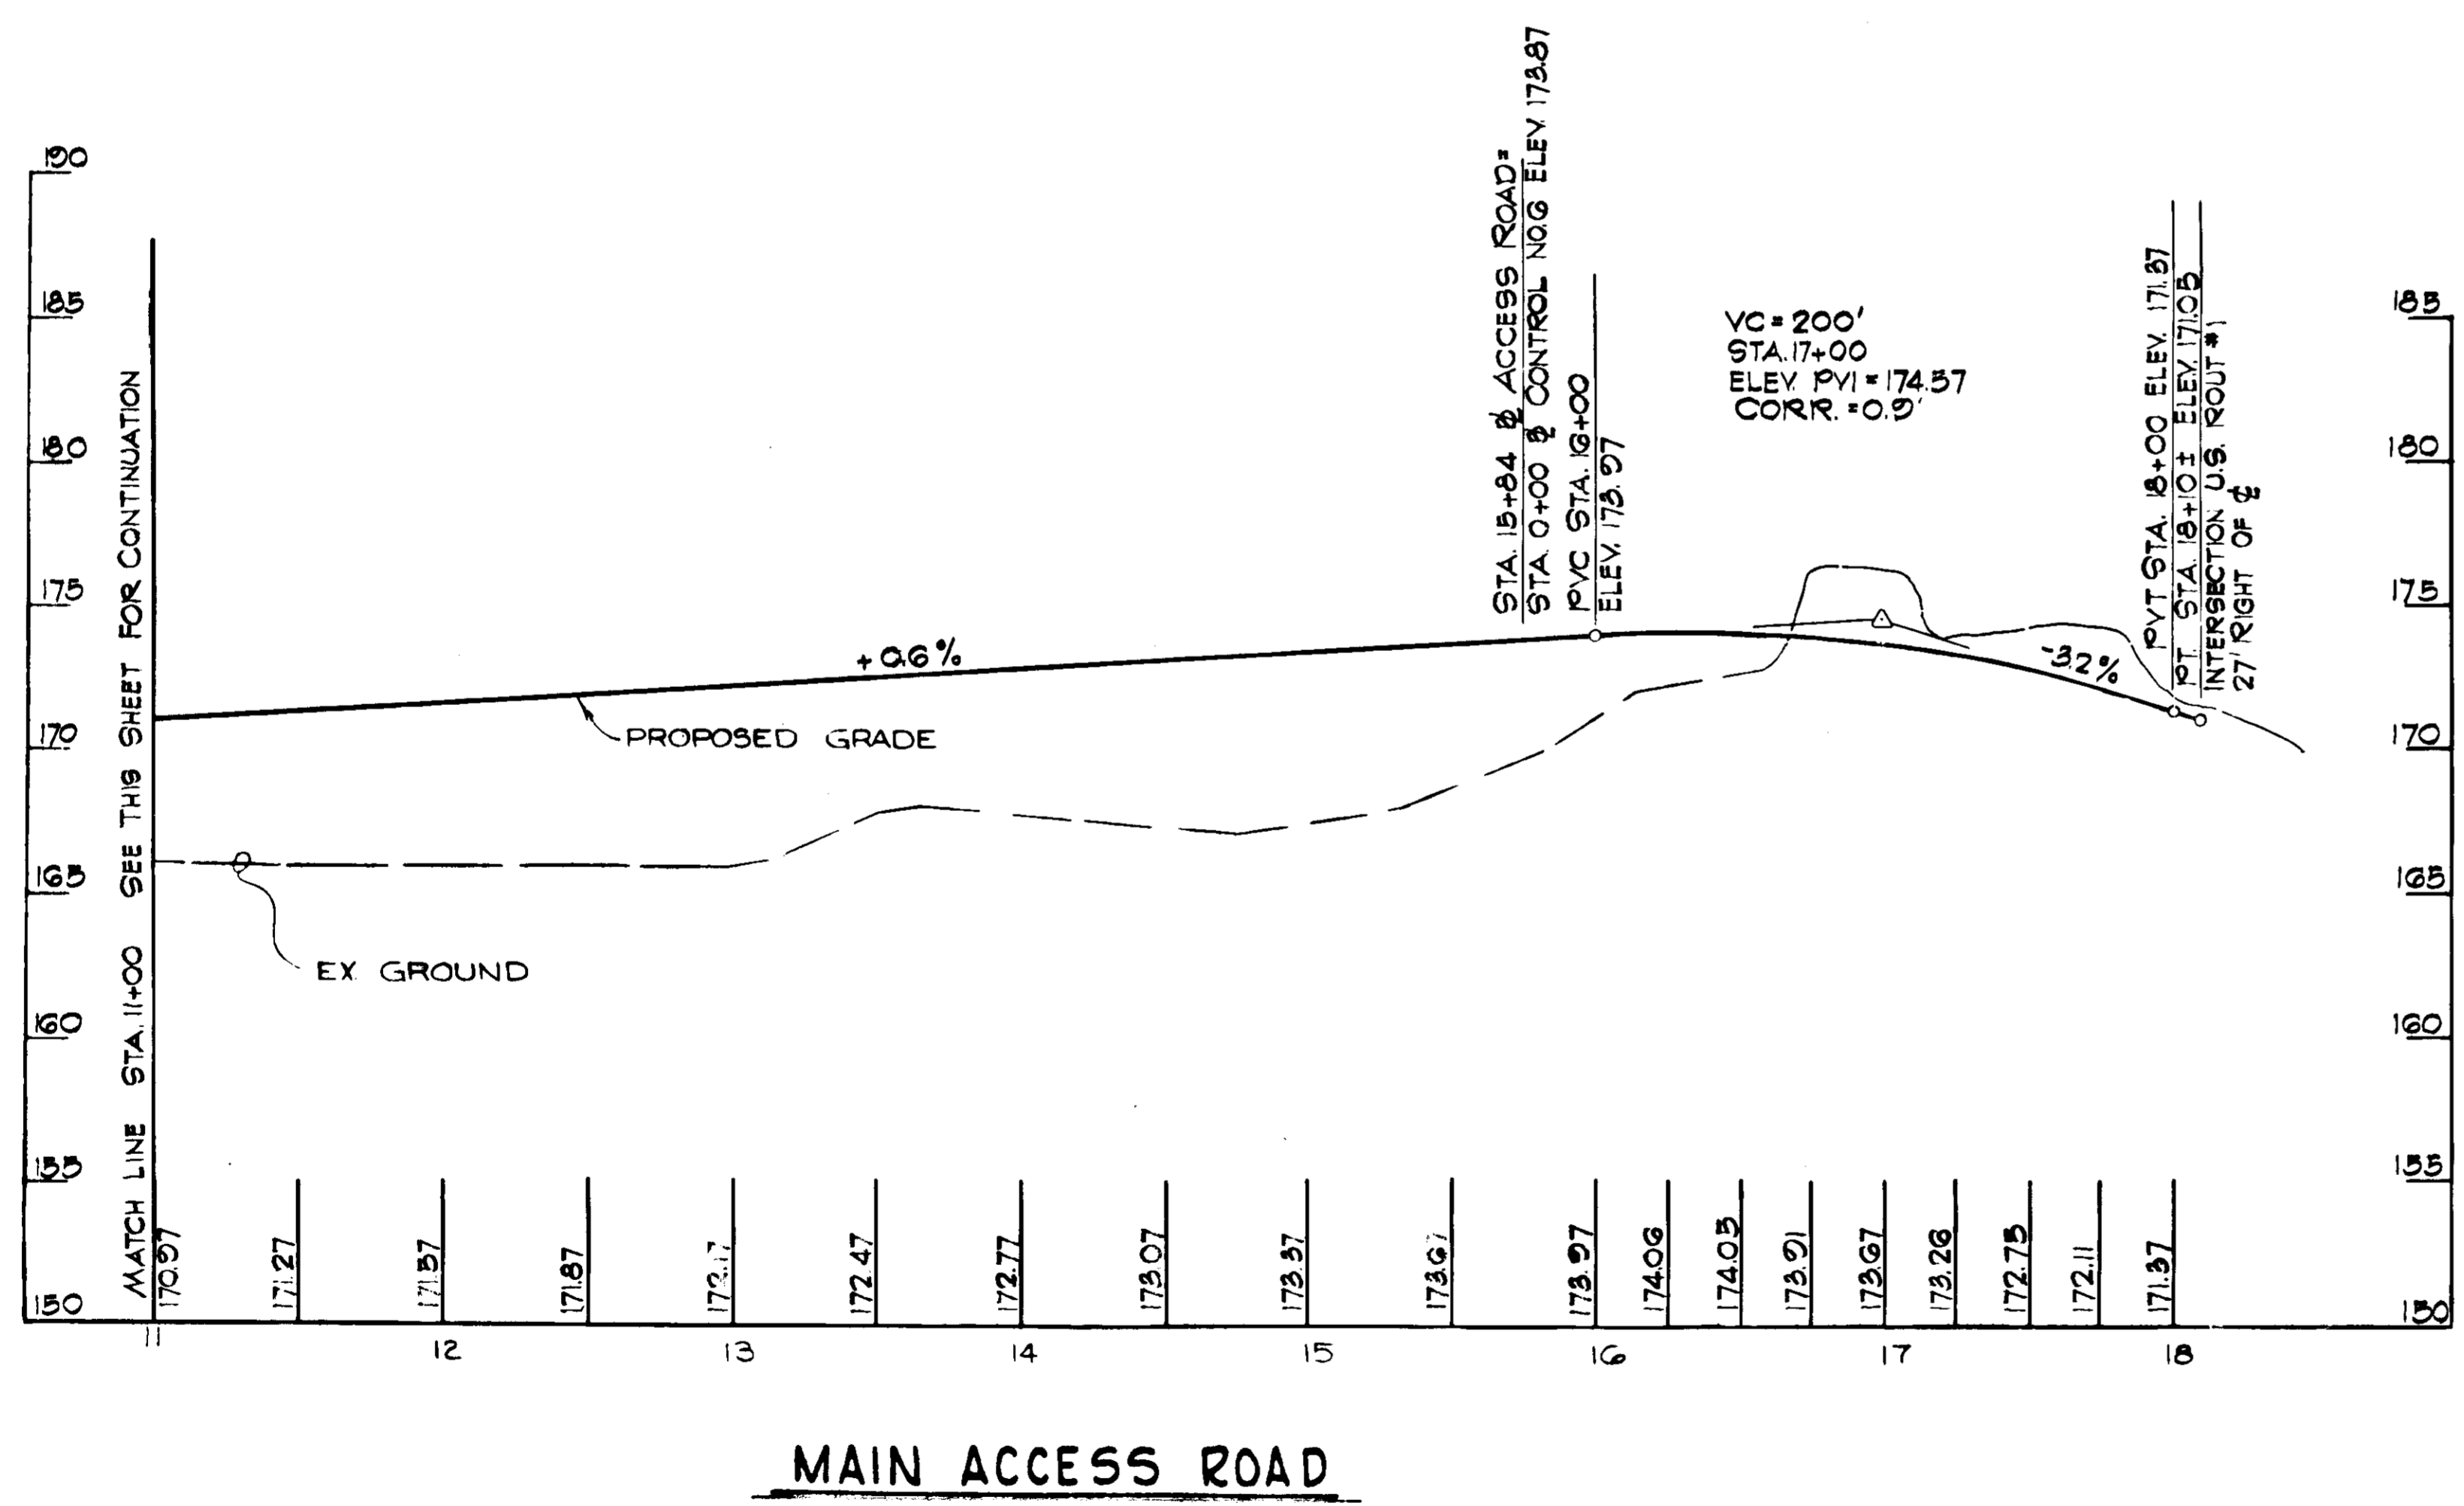 190
185
180
175
170
165
160
155
150
MATCH LINE STA. 11+00 SEE THIS SHEET FOR CONTINUATION
+0.6%
PROPOSED GRADE
EX. GROUND
STA. 15+84 ℄ ACCESS ROAD=
STA. 0+00 ℄ CONTROL NO.6 ELEV. 173.87
PVC STA. 16+00
ELEV. 173.97
VC = 200'
STA. 17+00
ELEV. PVI = 174.57
CORR. = 0.9'
-3.2%
PVT STA. 18+00 ELEV. 171.37
PT. STA. 18+10± ELEV. 171.05
INTERSECTION U.S. ROUT #1
27' RIGHT OF ℄
185
180
175
170
165
160
155
150
170.97
171.27
171.57
171.87
172.17
172.47
172.77
173.07
173.37
173.67
173.97
174.06
174.05
173.91
173.67
173.26
172.75
172.11
171.37
11
12
13
14
15
16
17
18
MAIN ACCESS ROAD